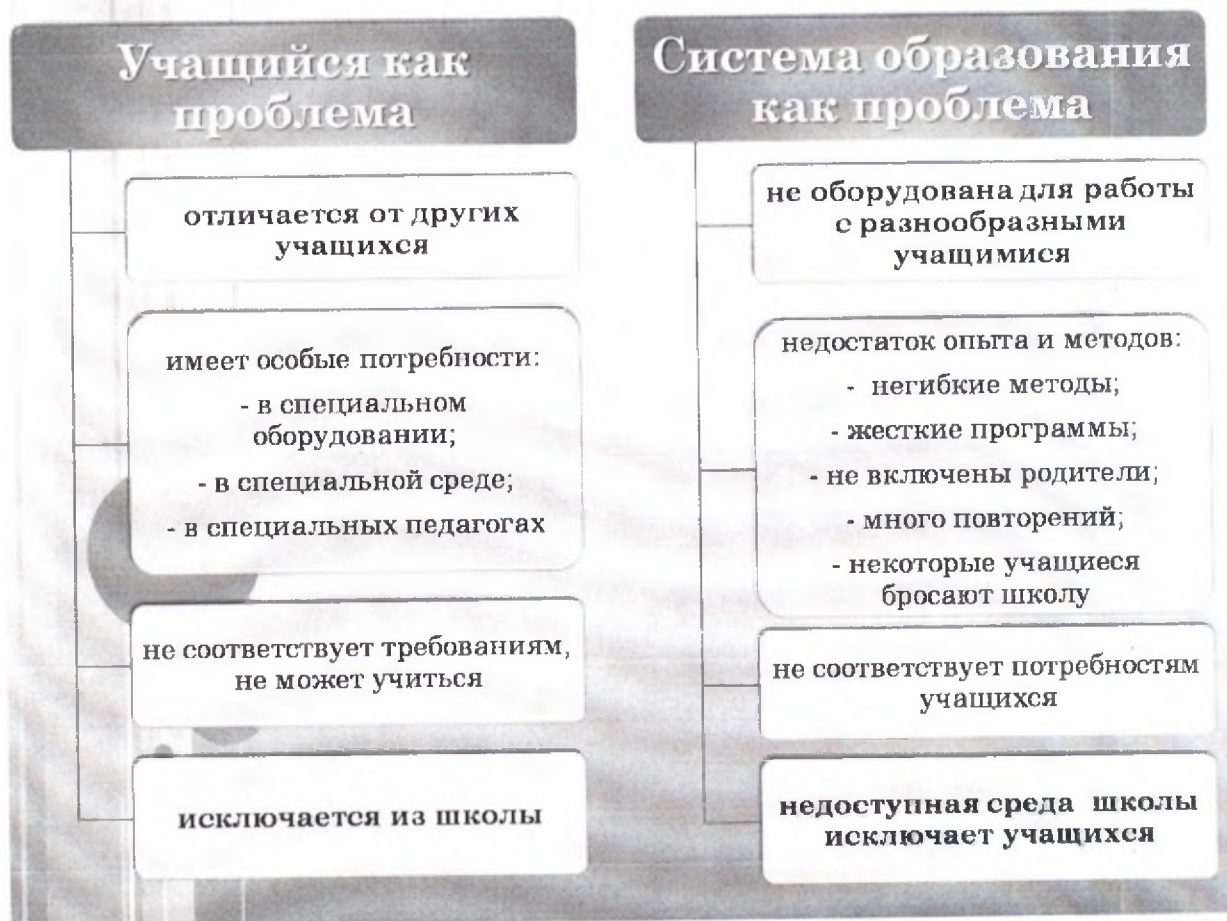 Учащийся как
проблема
отличается от других
учащихся
имеет особые потребности:
- в специальном
оборудовании;
- в специальной среде;
- в специальных педагогах
не соответствует требованиям,
не может учиться
исключается из школы
Система образования
как проблема
не оборудована для работы
с разнообразными
учащимися
недостаток опыта и методов:
- негибкие методы;
- жесткие программы;
- не включены родители;
- много повторений;
- некоторые учащиеся
бросают школу
не соответствует потребностям
учащихся
недоступная среда школы
исключает учащихся